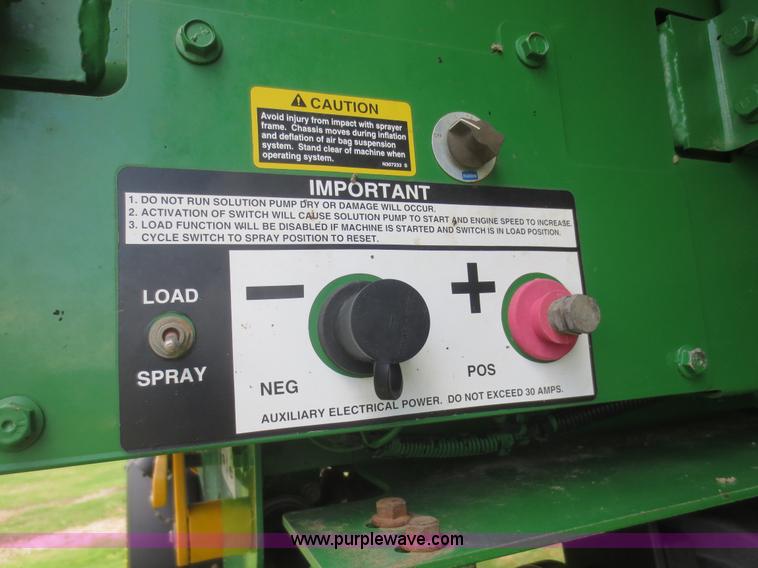 CAUTION
Avoid injury from impact with sprayer
frame. Chassis moves during inflation
and deflation of air bag suspension
system. Stand clear of machine when
operating system.
N307233 S
IMPORTANT
1. DO NOT RUN SOLUTION PUMP DRY OR DAMAGE WILL OCCUR.
2. ACTIVATION OF SWITCH WILL CAUSE SOLUTION PUMP TO START AND ENGINE SPEED TO INCREASE.
3. LOAD FUNCTION WILL BE DISABLED IF MACHINE IS STARTED AND SWITCH IS IN LOAD POSITION.
CYCLE SWITCH TO SPRAY POSITION TO RESET.
LOAD
SPRAY
− +
NEG
POS
AUXILIARY ELECTRICAL POWER. DO NOT EXCEED 30 AMPS.
www.purplewave.com